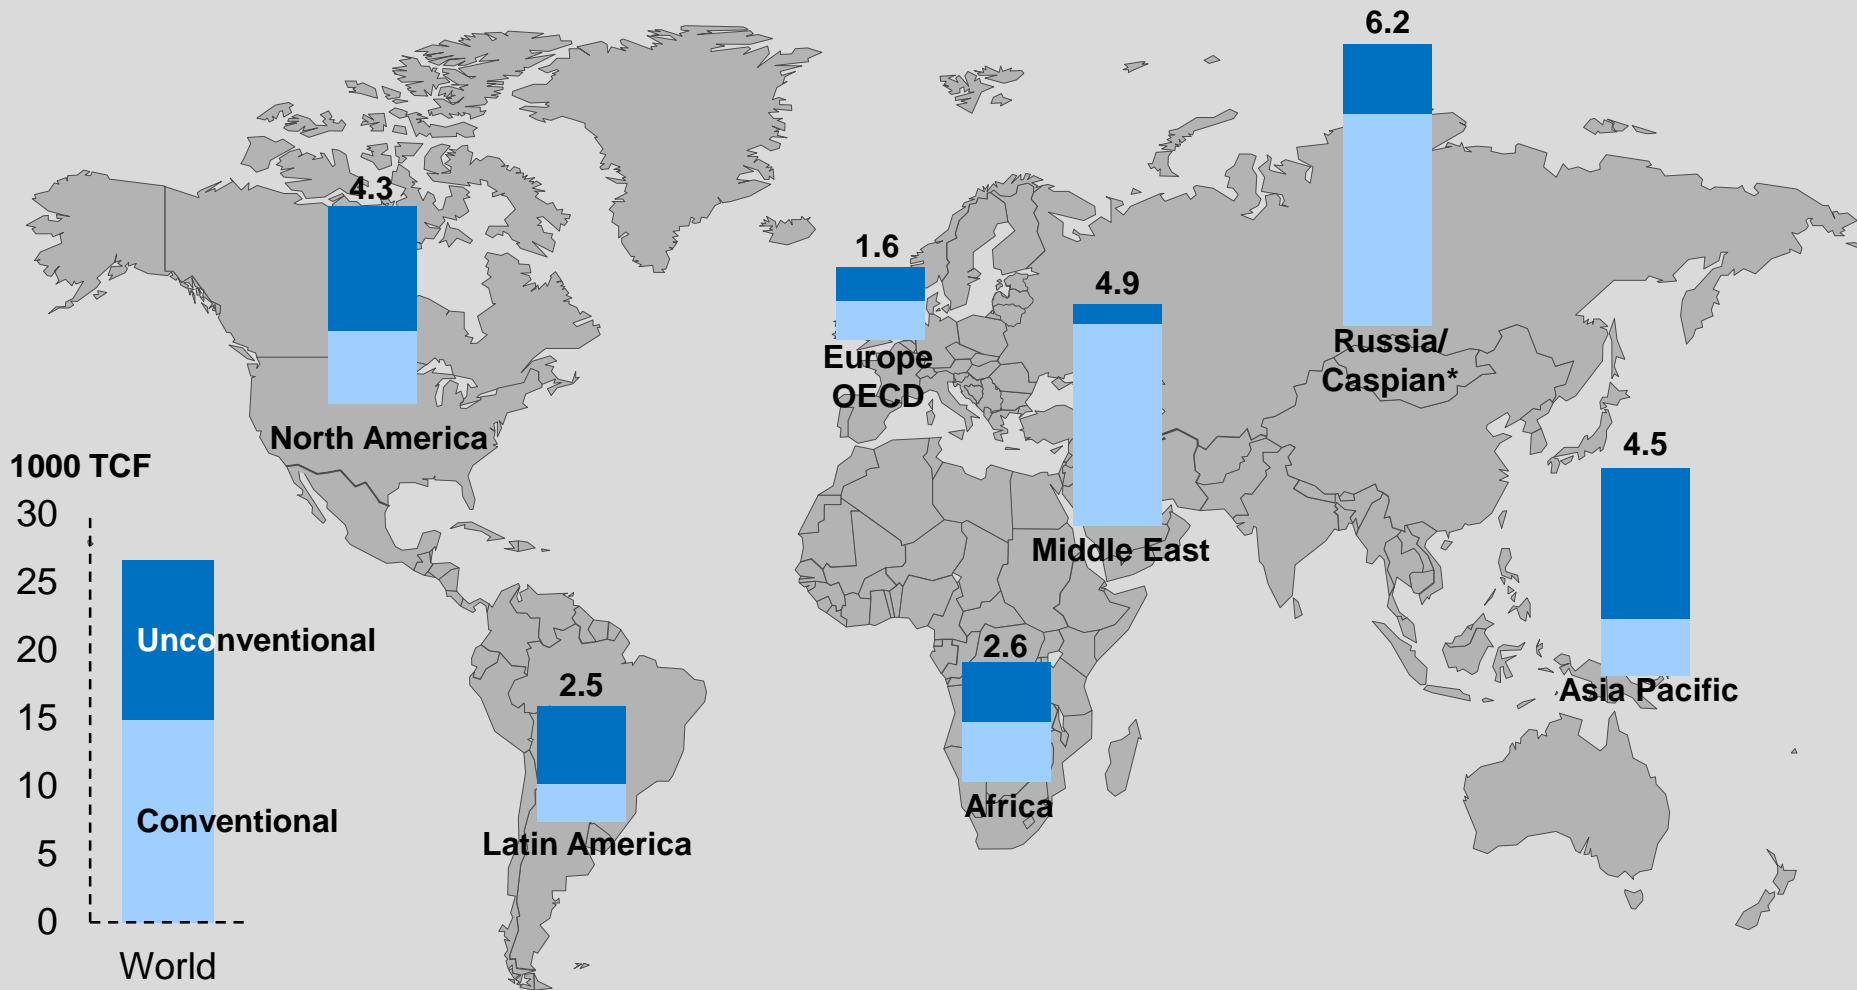 6.2
4.3
1.6
4.9
Russia/
Caspian*
Europe
OECD
North America
4.5
1000 TCF
30
Middle East
25
Unconventional
20
2.6
2.5
Asia Pacific
15
10
Africa
Conventional
Latin America
5
0
World